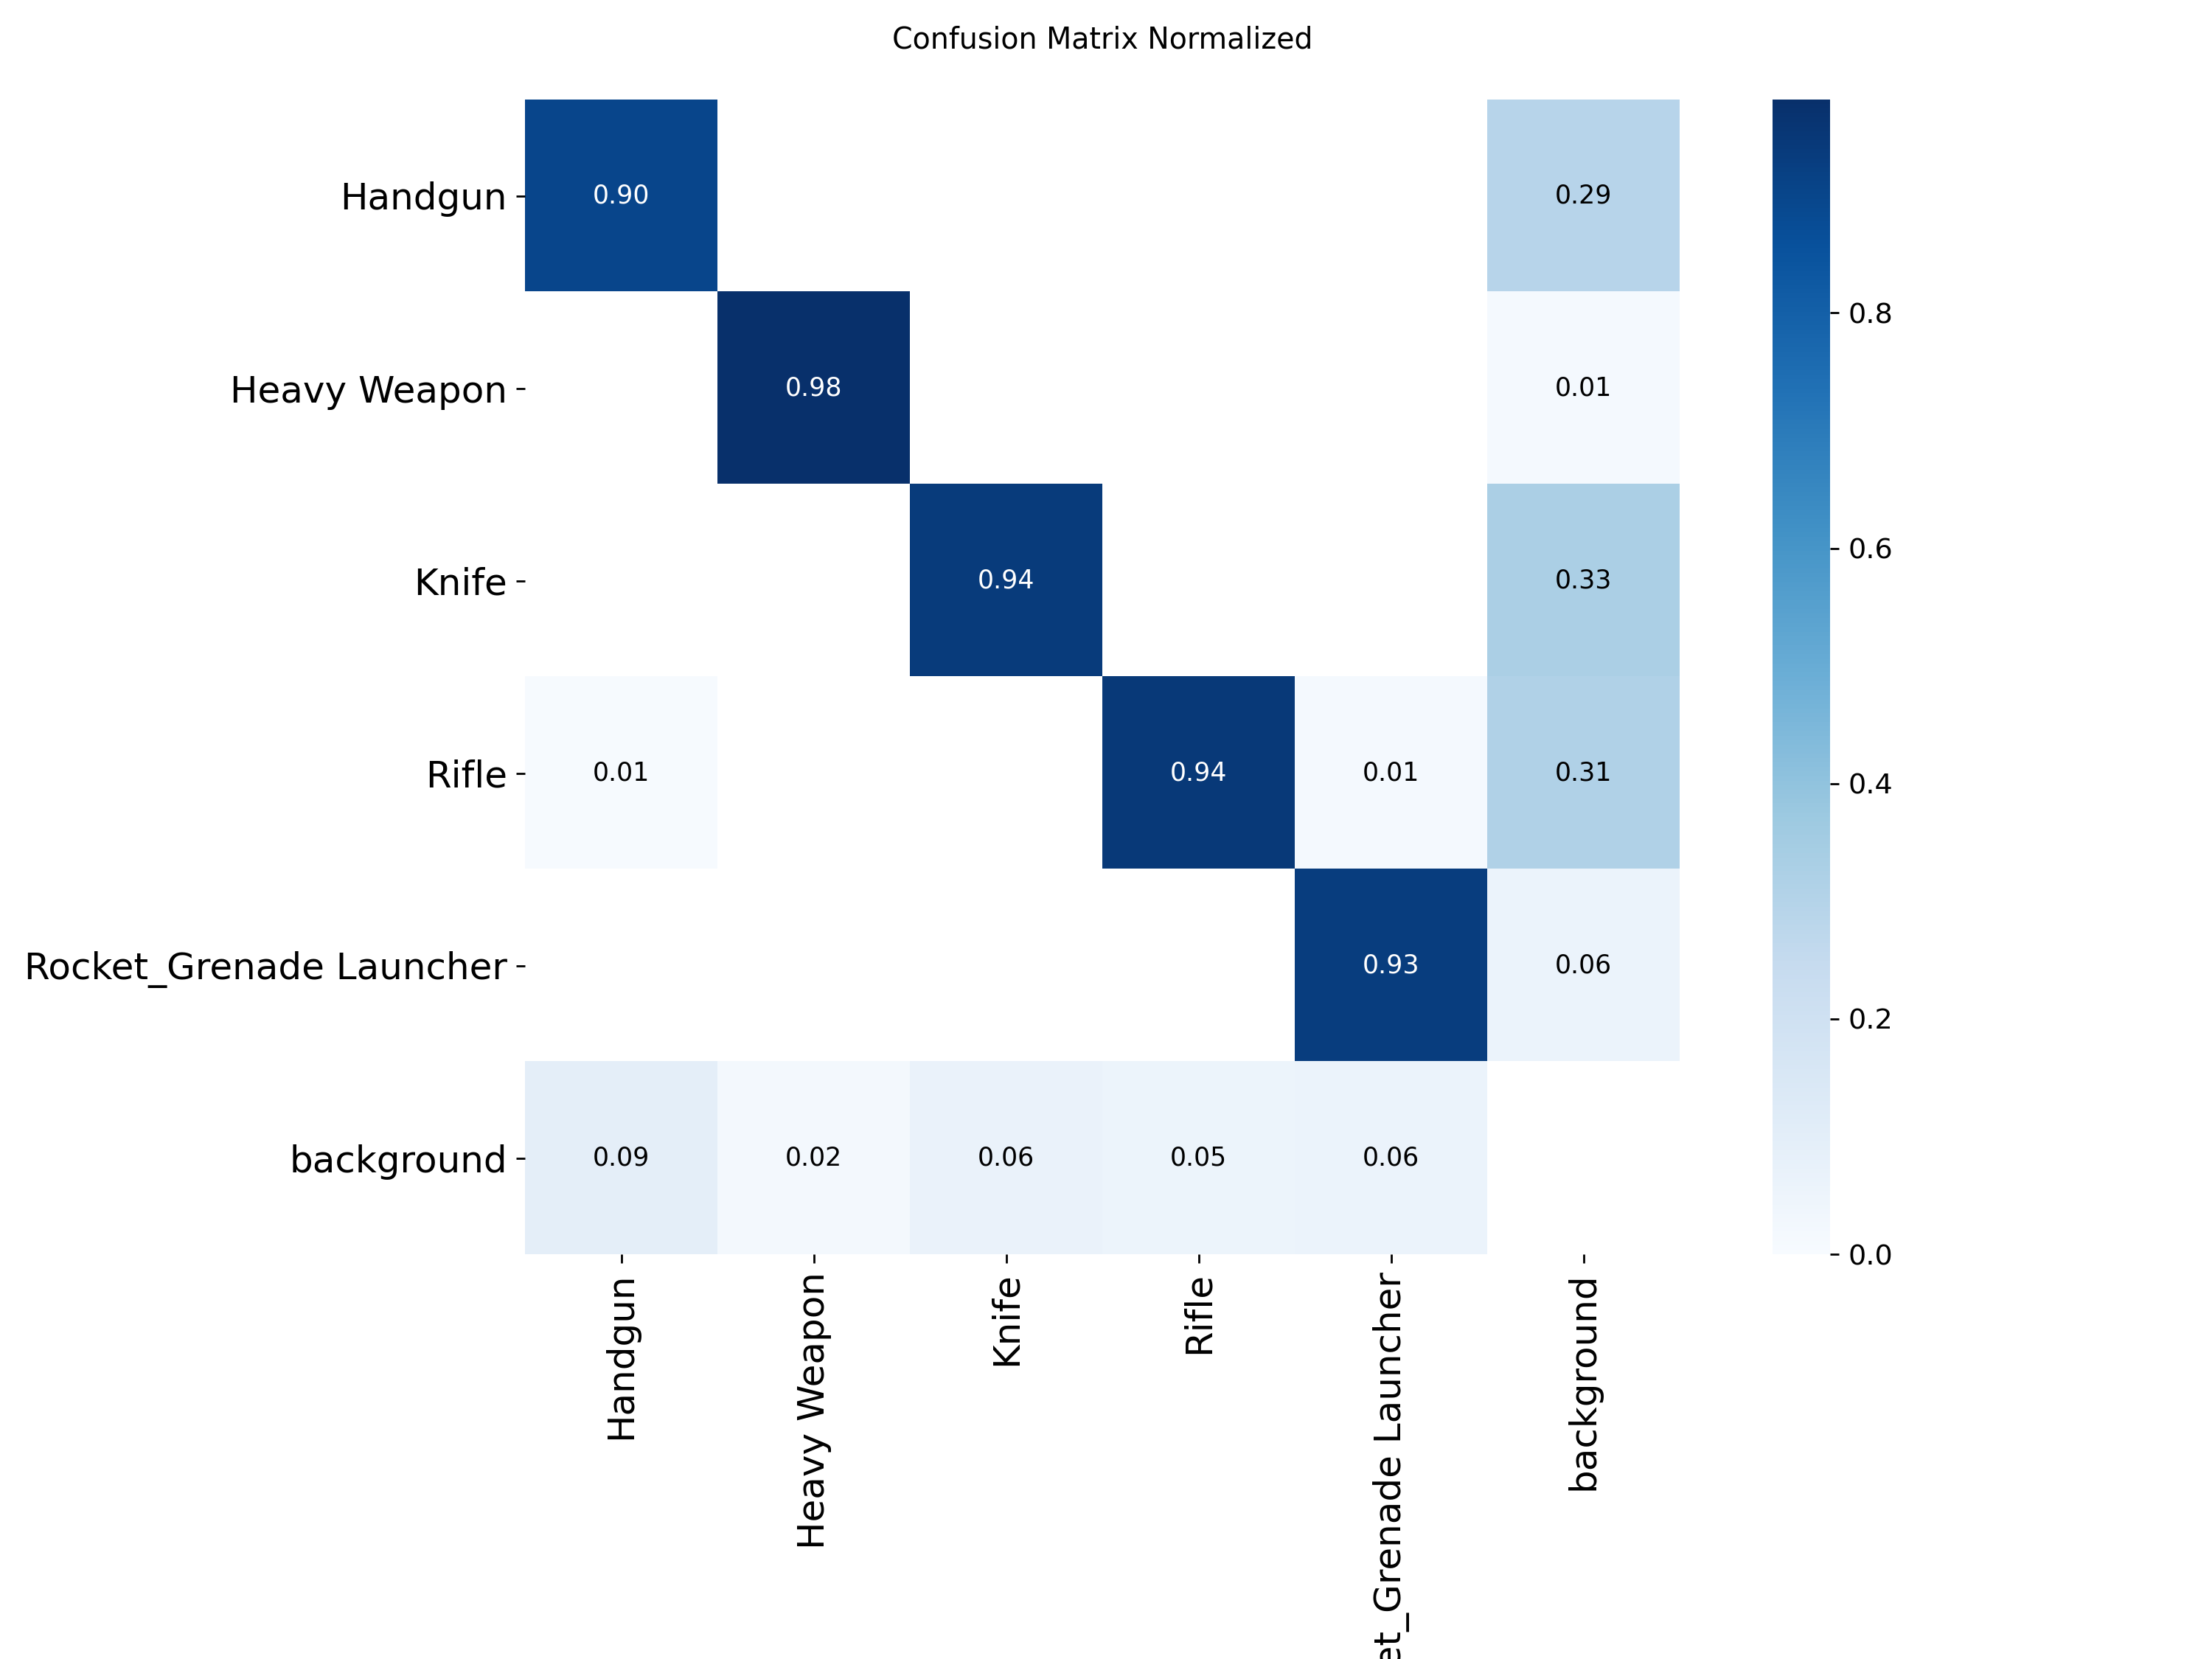 Confusion Matrix Normalized
Handgun
0.90
0.29
Heavy Weapon
0.98
0.01
0.8
Knife
0.94
0.33
0.6
Rifle
0.01
0.94
0.01
0.31
0.4
Rocket_Grenade Launcher
0.93
0.06
0.2
background
0.09
0.02
0.06
0.05
0.06
0.0
Handgun
Heavy Weapon
Knife
Rifle
et_Grenade Launcher
background